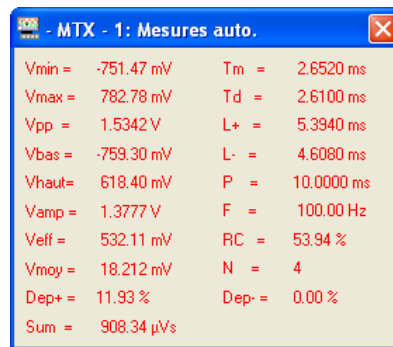 - MTX - 1: Mesures auto.
Vmin = -751.47 mV Tm = 2.6520 ms
Vmax = 782.78 mV Td = 2.6100 ms
Vpp = 1.5342 V L+ = 5.3940 ms
Vbas = -759.30 mV L- = 4.6080 ms
Vhaut= 618.40 mV P = 10.0000 ms
Vamp = 1.3777 V F = 100.00 Hz
Veff = 532.11 mV RC = 53.94 %
Vmoy = 18.212 mV N = 4
Dep+ = 11.93 % Dep- = 0.00 %
Sum = 908.34 µVs